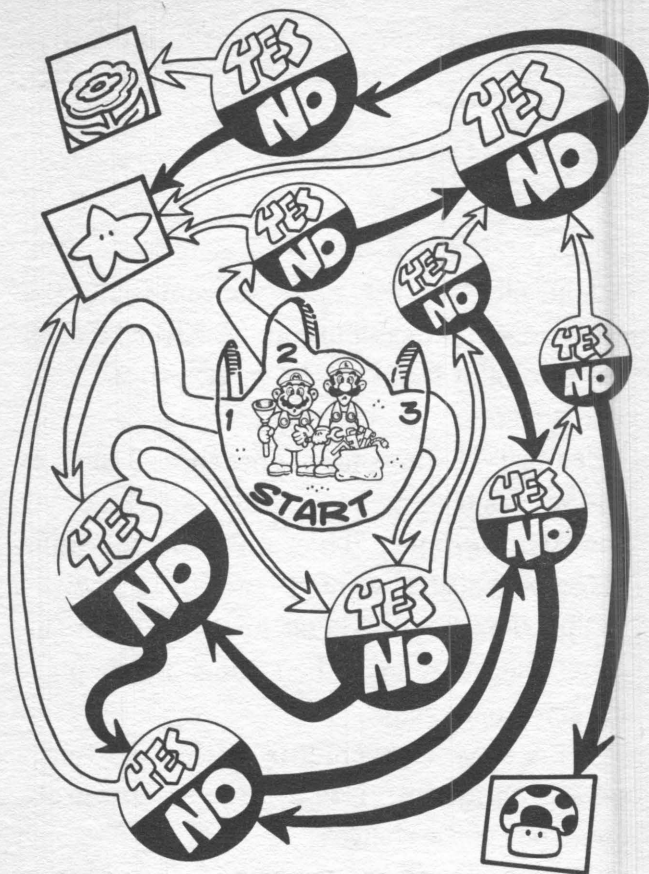 YES
NO
YES
NO
YES
NO
YES
NO
2
YES
NO
1
3
START
YES
NO
YES
NO
YES
NO
YES
NO